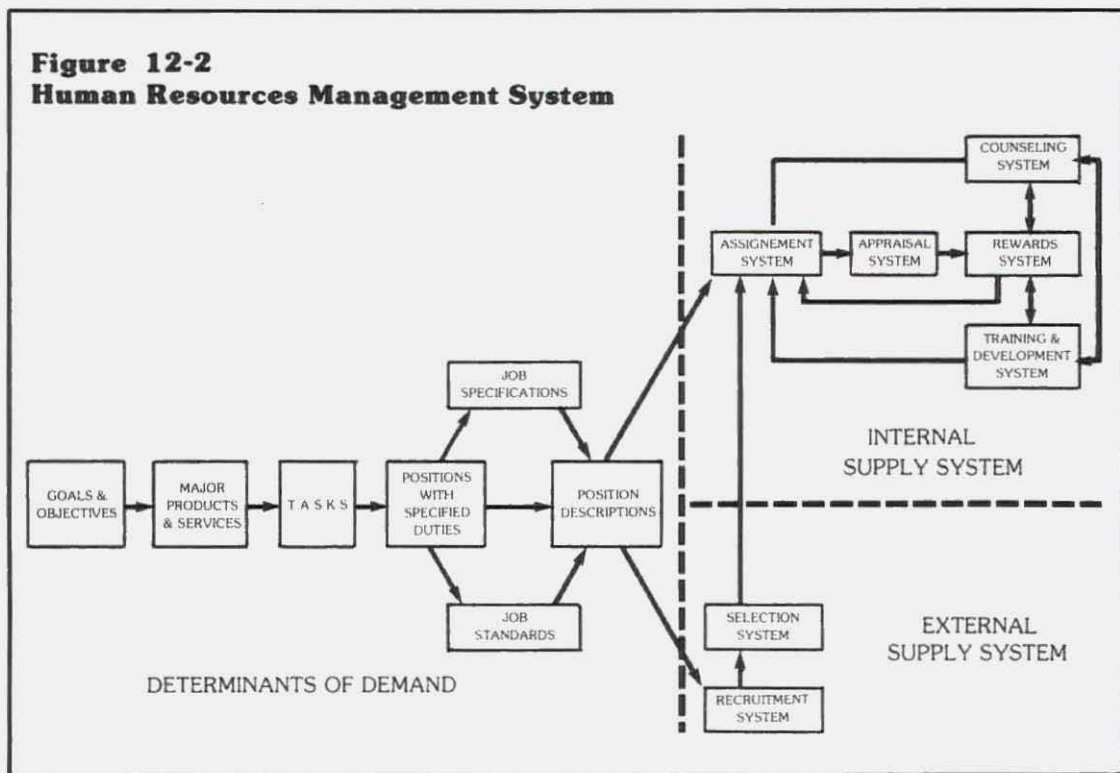 Figure 12-2
Human Resources Management System
COUNSELING
SYSTEM
ASSIGNEMENT
SYSTEM
APPRAISAL
SYSTEM
REWARDS
SYSTEM
TRAINING &
DEVELOPMENT
SYSTEM
JOB
SPECIFICATIONS
INTERNAL
SUPPLY SYSTEM
GOALS &
OBJECTIVES
MAJOR
PRODUCTS
& SERVICES
TASKS
POSITIONS
WITH
SPECIFIED
DUTIES
POSITION
DESCRIPTIONS
JOB
STANDARDS
SELECTION
SYSTEM
EXTERNAL
SUPPLY SYSTEM
DETERMINANTS OF DEMAND
RECRUITMENT
SYSTEM